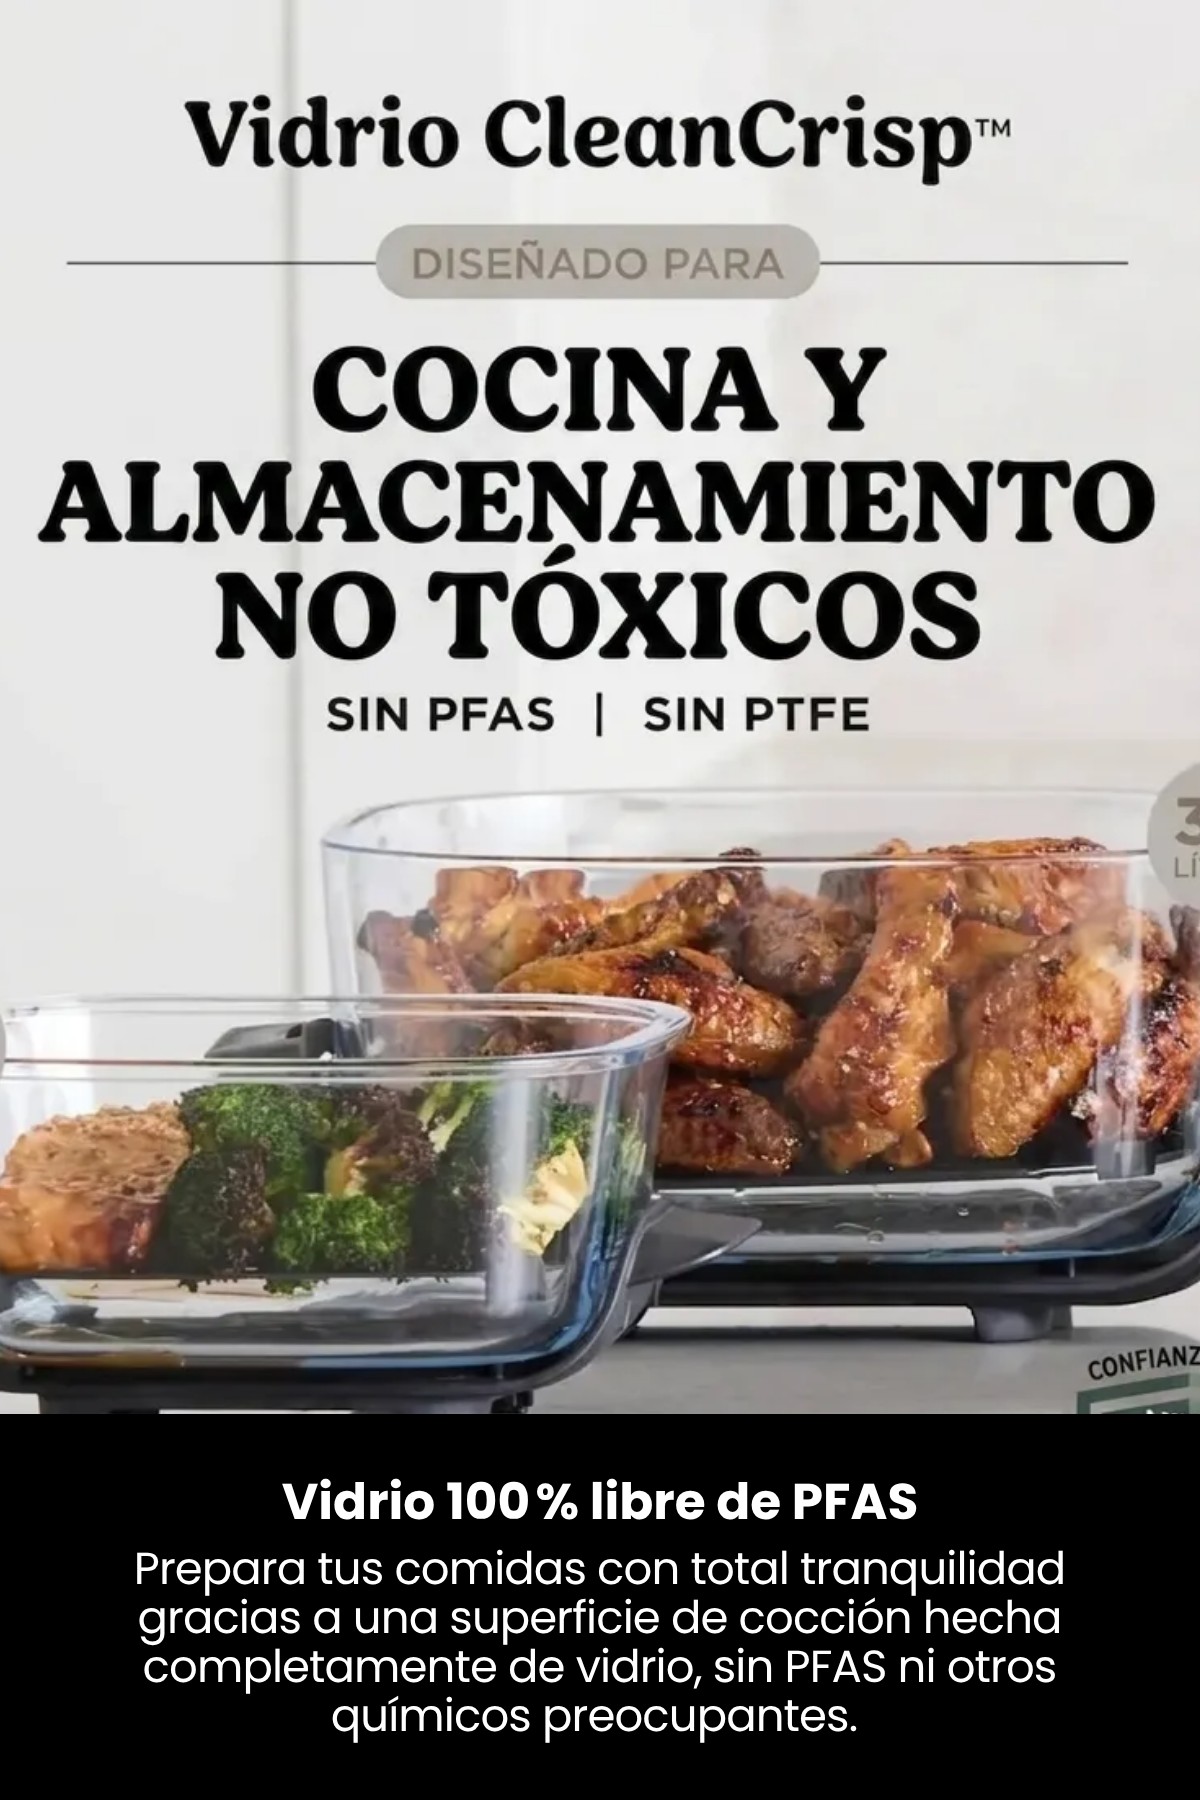 Vidrio CleanCrisp™
DISEÑADO PARA
COCINA Y
ALMACENAMIENTO
NO TÓXICOS
SIN PFAS | SIN PTFE
3
LÍ
CONFIANZ
Vidrio 100 % libre de PFAS
Prepara tus comidas con total tranquilidad
gracias a una superficie de cocción hecha
completamente de vidrio, sin PFAS ni otros
químicos preocupantes.